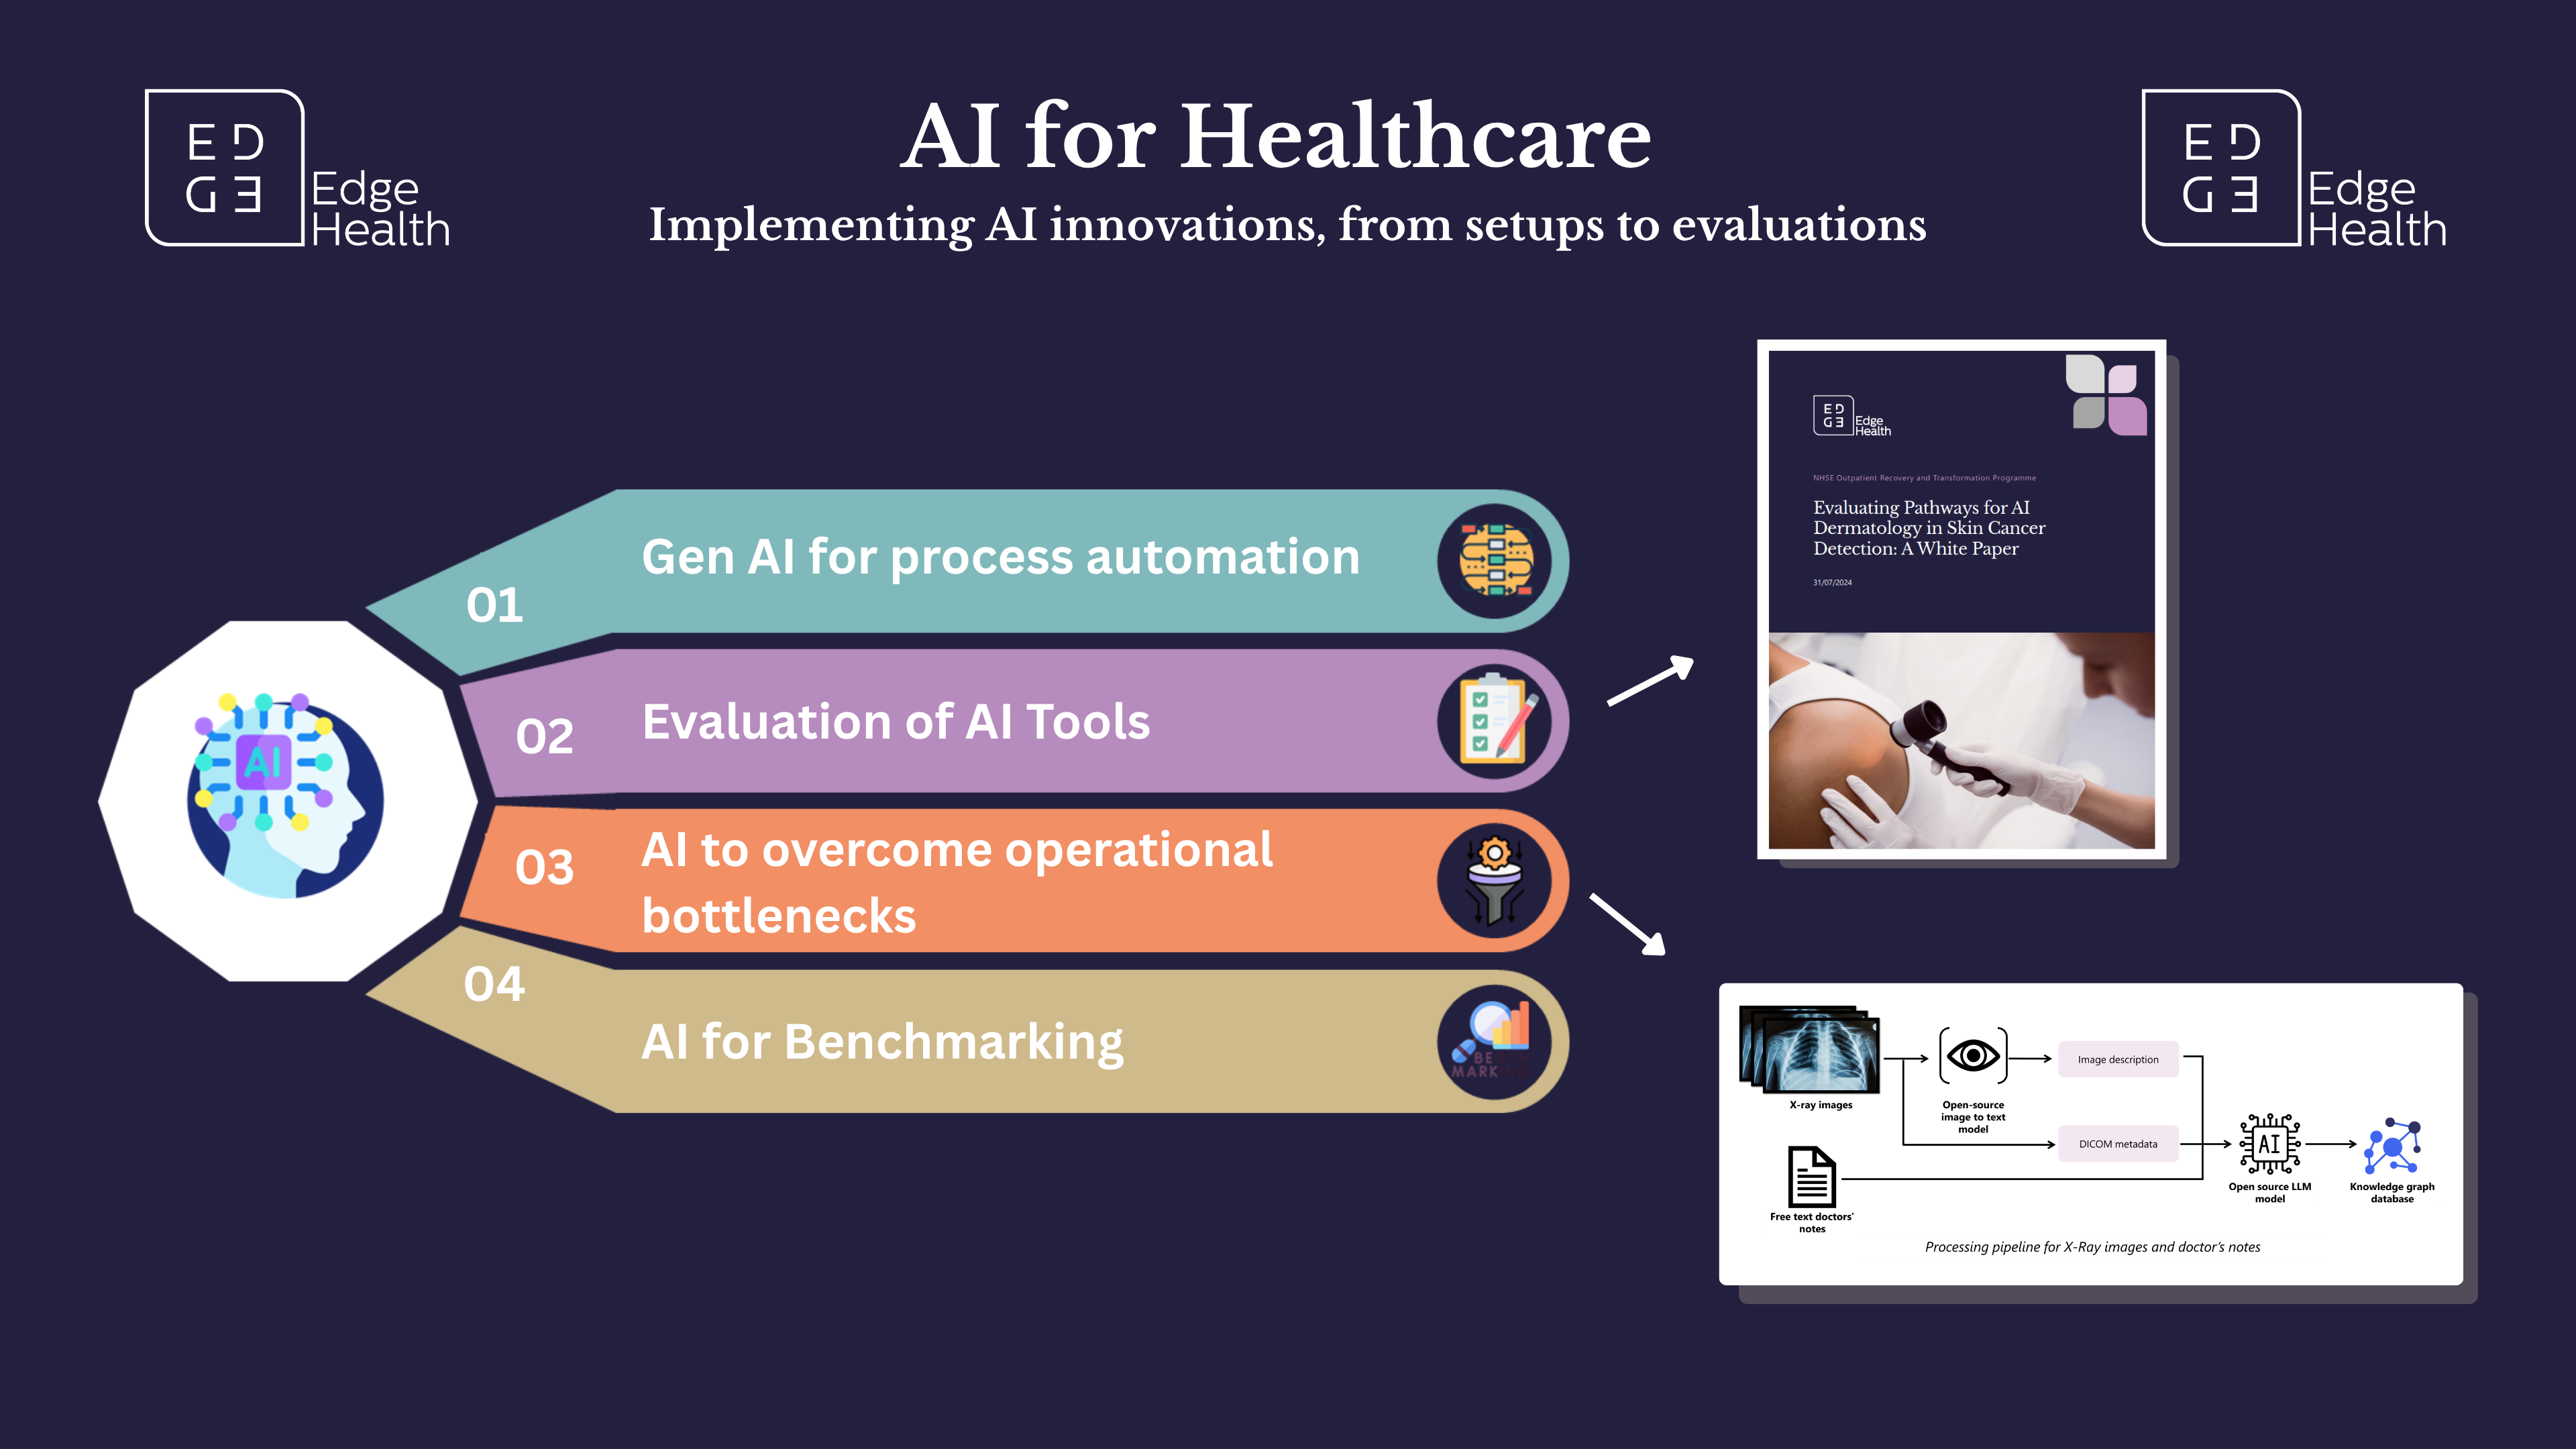 E D
G E
Edge
Health
AI for Healthcare
Implementing AI innovations, from setups to evaluations
E D
G E
Edge
Health
01
Gen AI for process automation
02
Evaluation of AI Tools
03
AI to overcome operational
bottlenecks
04
AI for Benchmarking
BENCH
MARKING
AI
E D
G E
Edge
Health
NHSE Outpatient Recovery and Transformation Programme
Evaluating Pathways for AI
Dermatology in Skin Cancer
Detection: A White Paper
31/07/2024
X-ray images
Open-source
image to text
model
Image description
DICOM metadata
Free text doctors'
notes
AI
Open source LLM
model
Knowledge graph
database
Processing pipeline for X-Ray images and doctor's notes